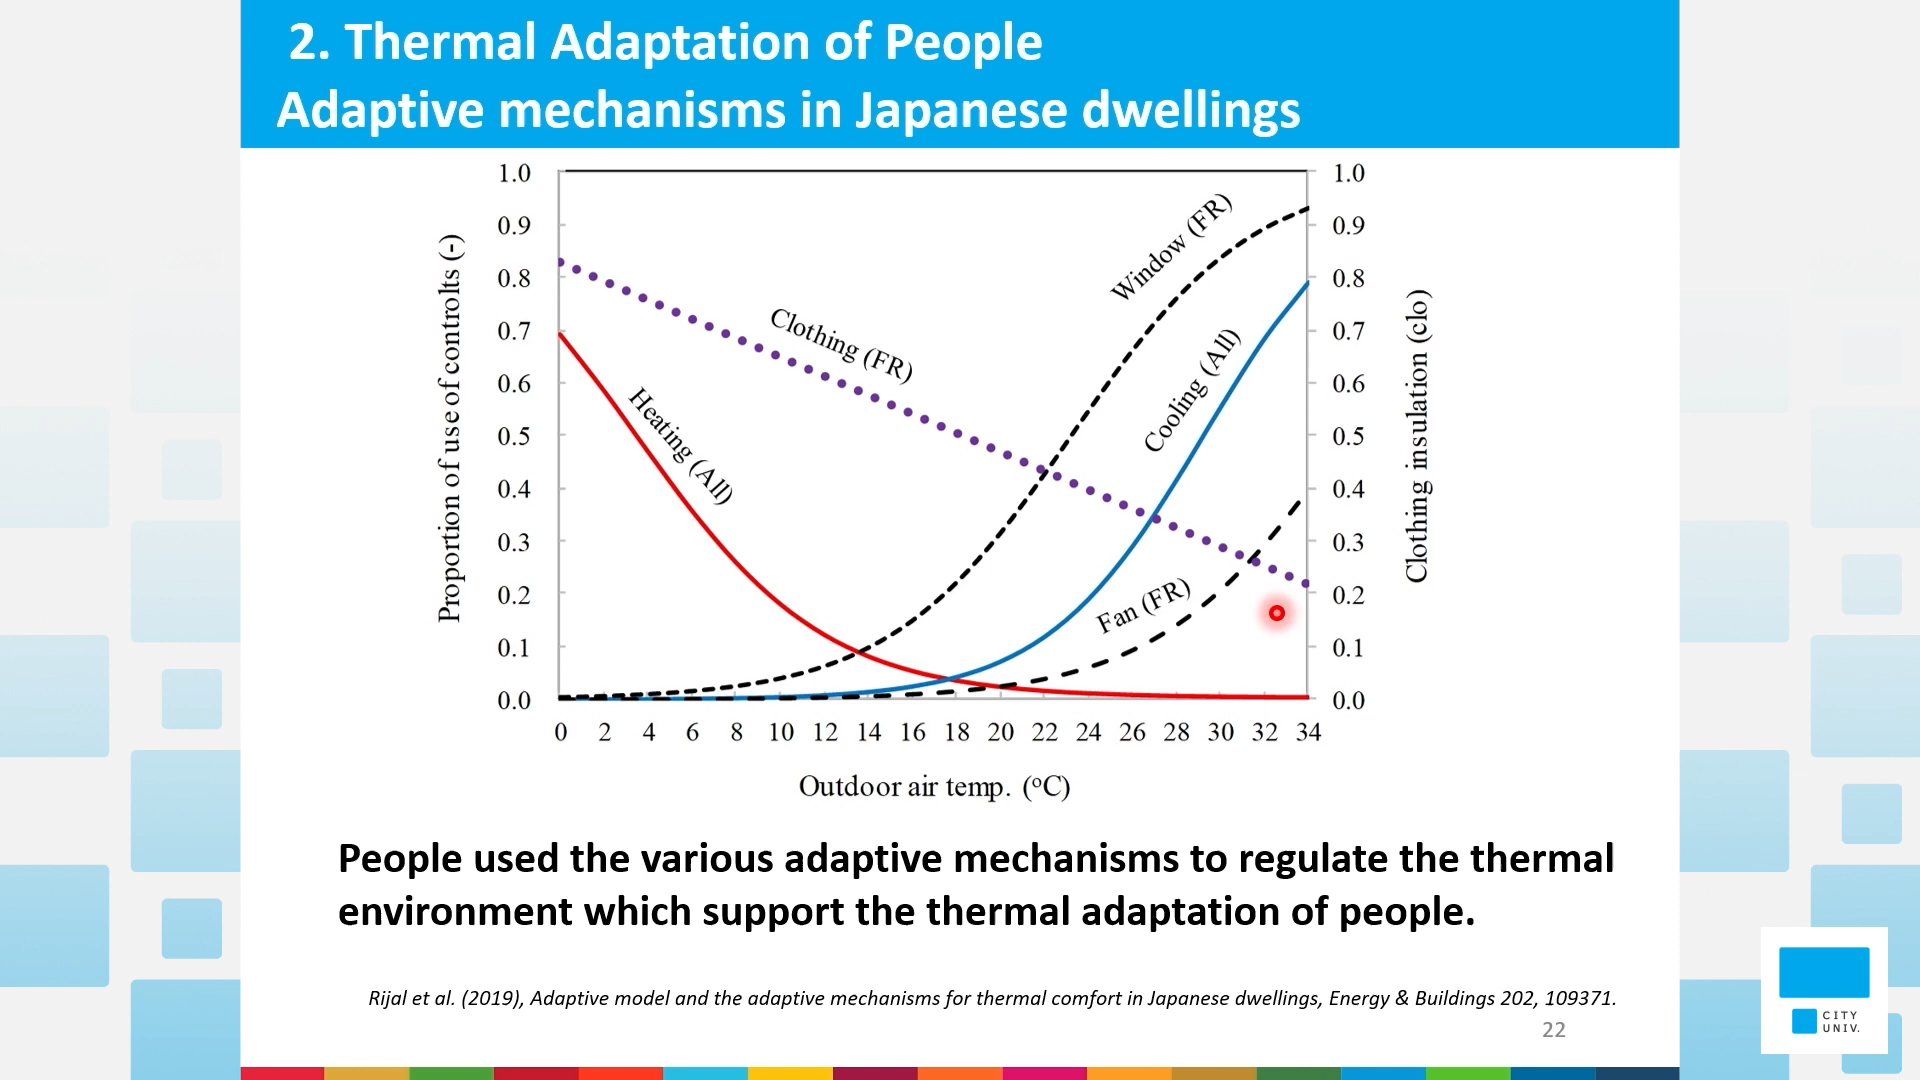 2. Thermal Adaptation of People
Adaptive mechanisms in Japanese dwellings
Proportion of use of controlts (-)
1.0
0.9
0.8
0.7
0.6
0.5
0.4
0.3
0.2
0.1
0.0
Clothing (FR)
Heating (All)
Window (FR)
Cooling (All)
Fan (FR)
1.0
0.9
0.8
0.7
0.6
0.5
0.4
0.3
0.2
0.1
0.0
Clothing insulation (clo)
0 2 4 6 8 10 12 14 16 18 20 22 24 26 28 30 32 34
Outdoor air temp. (°C)
People used the various adaptive mechanisms to regulate the thermal
environment which support the thermal adaptation of people.
Rijal et al. (2019), Adaptive model and the adaptive mechanisms for thermal comfort in Japanese dwellings, Energy & Buildings 202, 109371.
22
CITY
UNIV.